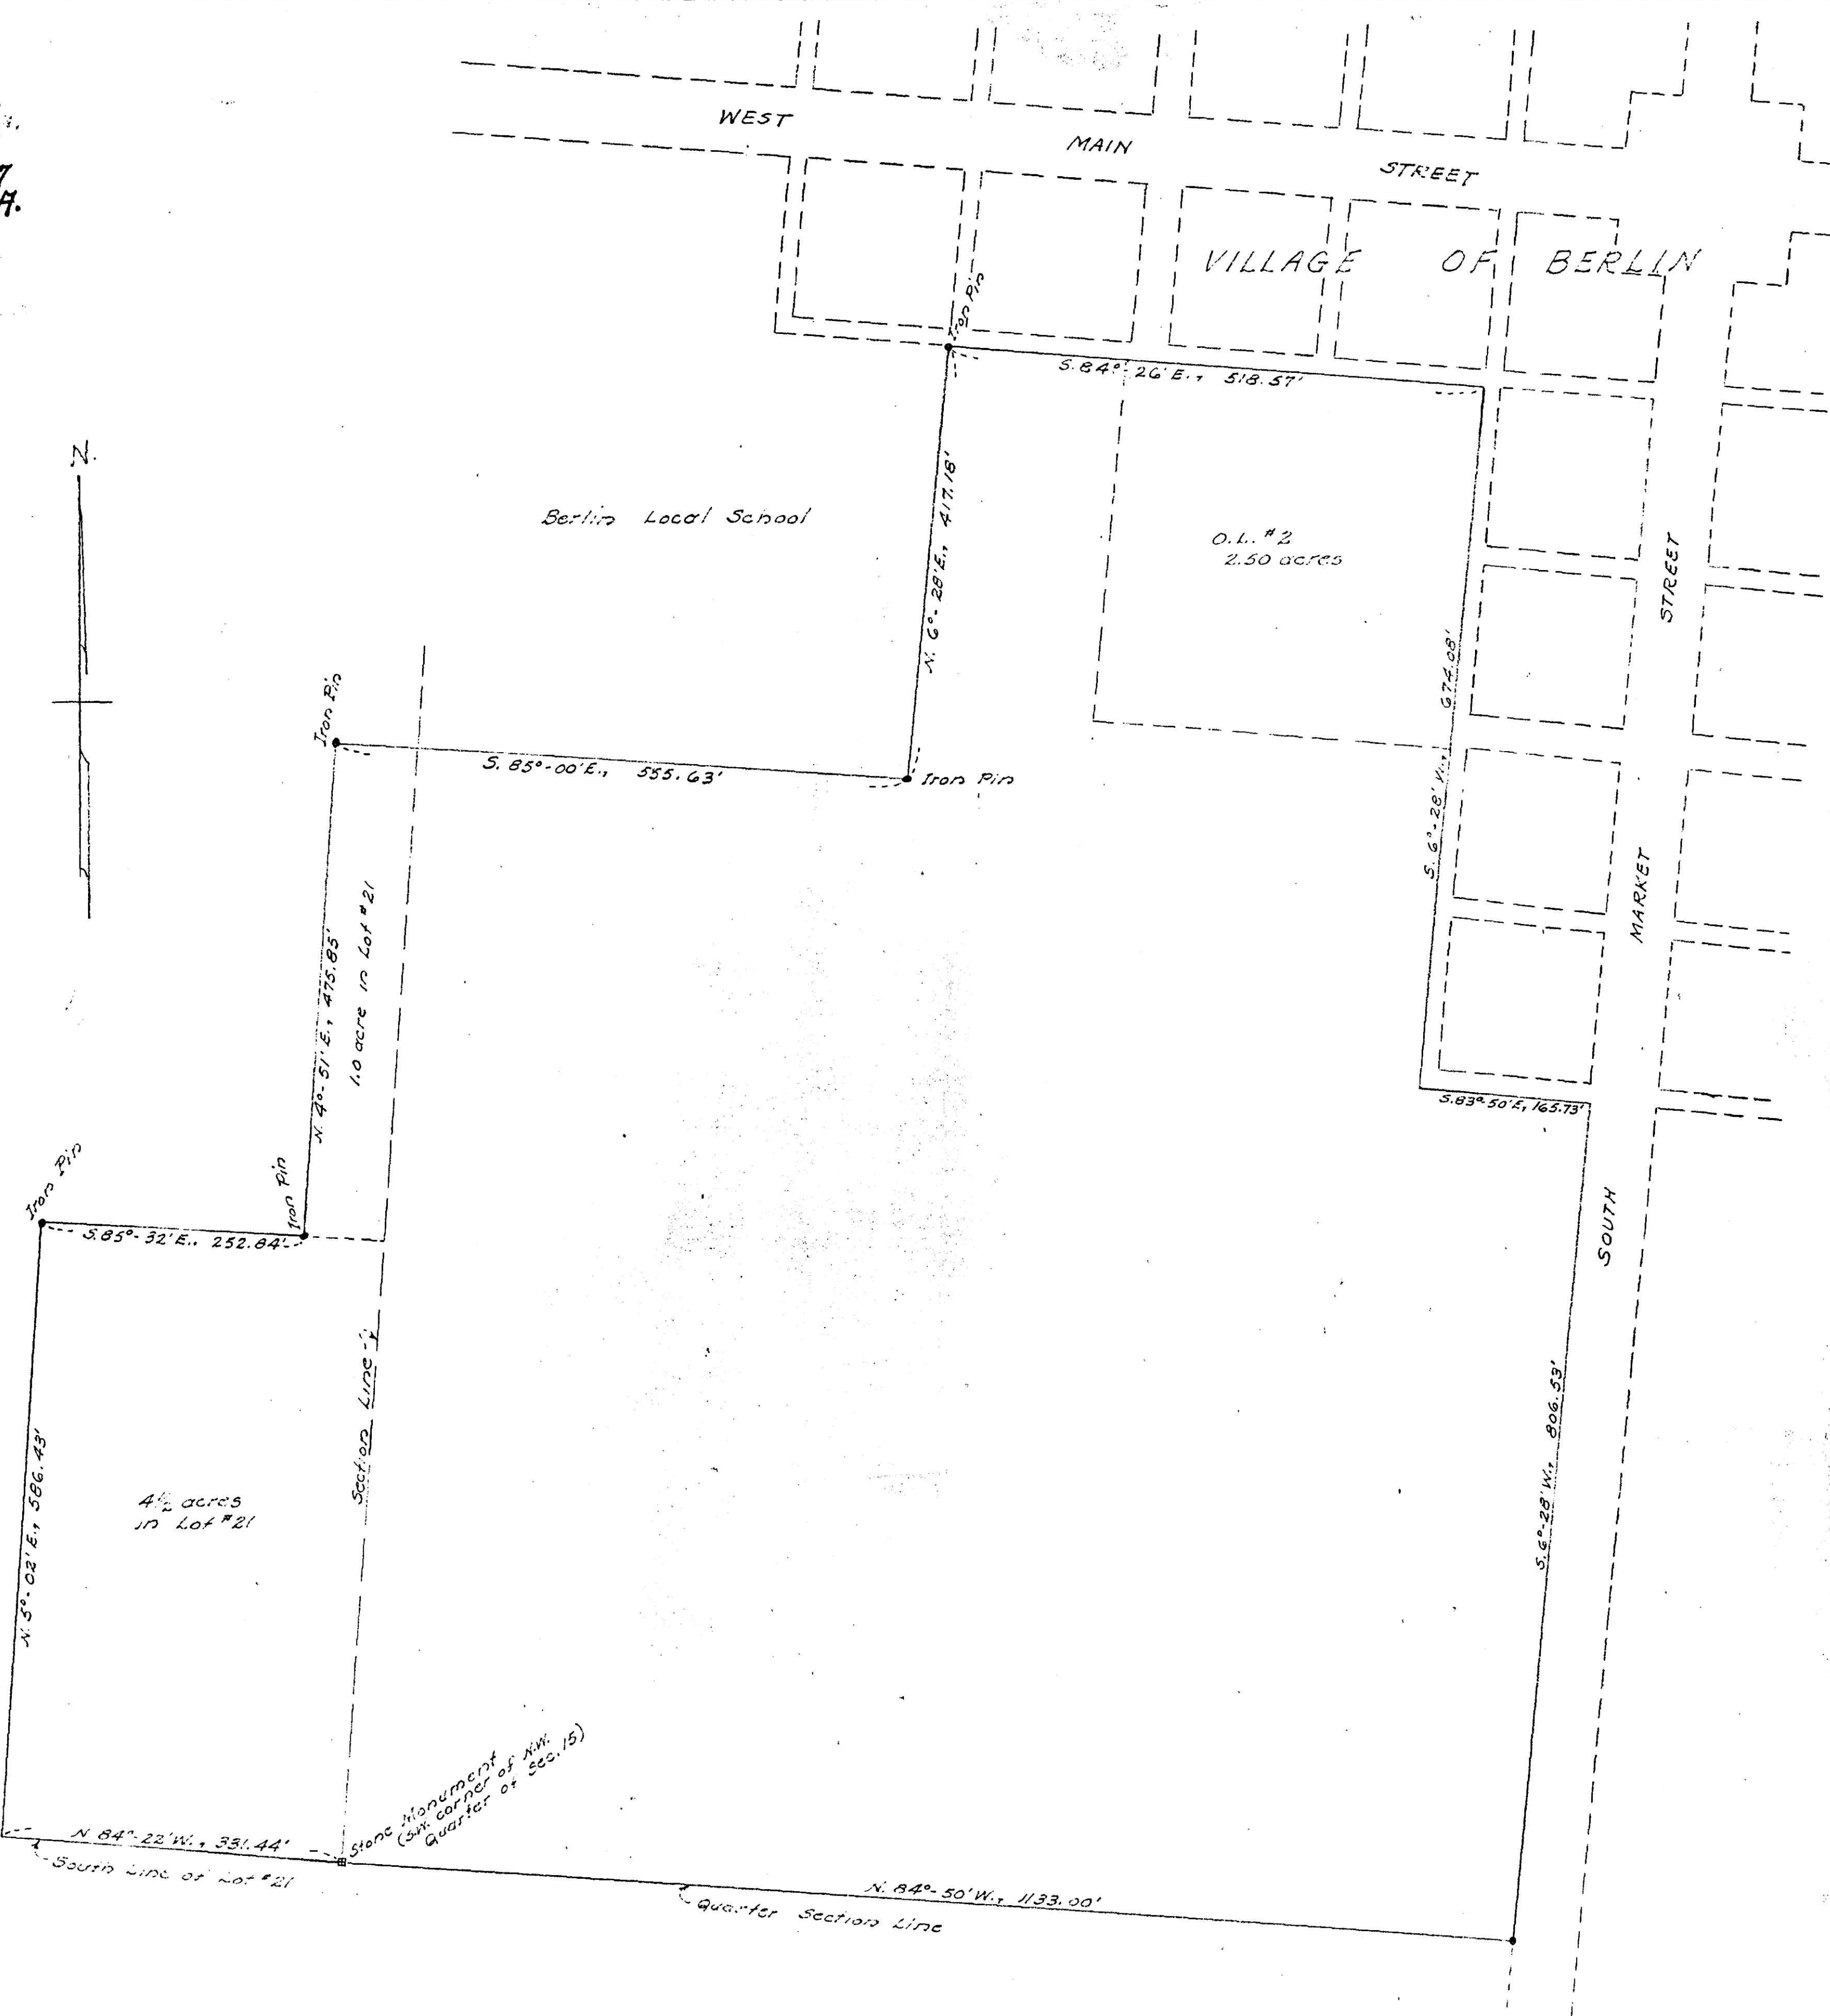 7
A.
WEST
MAIN
STREET
VILLAGE OF BERLIN
Iron Pin
S. 84°-26' E., 518.57'
N.
Berlin Local School
N. 6°-28' E., 417.18'
O.L. #2
2.50 acres
STREET
S. 6°-28' W., 674.08'
Iron Pin
S. 85°-00' E., 555.63'
Iron Pin
MARKET
N. 4°-51' E., 475.85'
1.0 acre in Lot #21
S. 83°-50' E., 165.73'
Iron Pin
Iron Pin
S. 85°-32' E., 252.84'
SOUTH
Section Line
N. 5°-02' E., 586.43'
4½ acres
in Lot #21
S. 6°-28' W., 806.53'
Stone Monument
(S.W. corner of N.W.
Quarter of Sec. 15)
N 84°-22' W., 331.44'
South Line of Lot #21
N. 84°-50' W., 1133.00'
Quarter Section Line